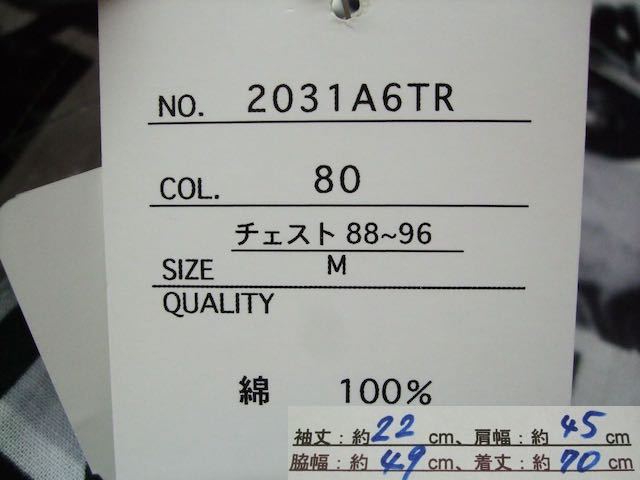 NO. 2031A6TR
COL. 80
チェスト 88~96
SIZE M
QUALITY
綿 100%
袖丈：約22cm、肩幅：約45cm
脇幅：約49cm、着丈：約70cm